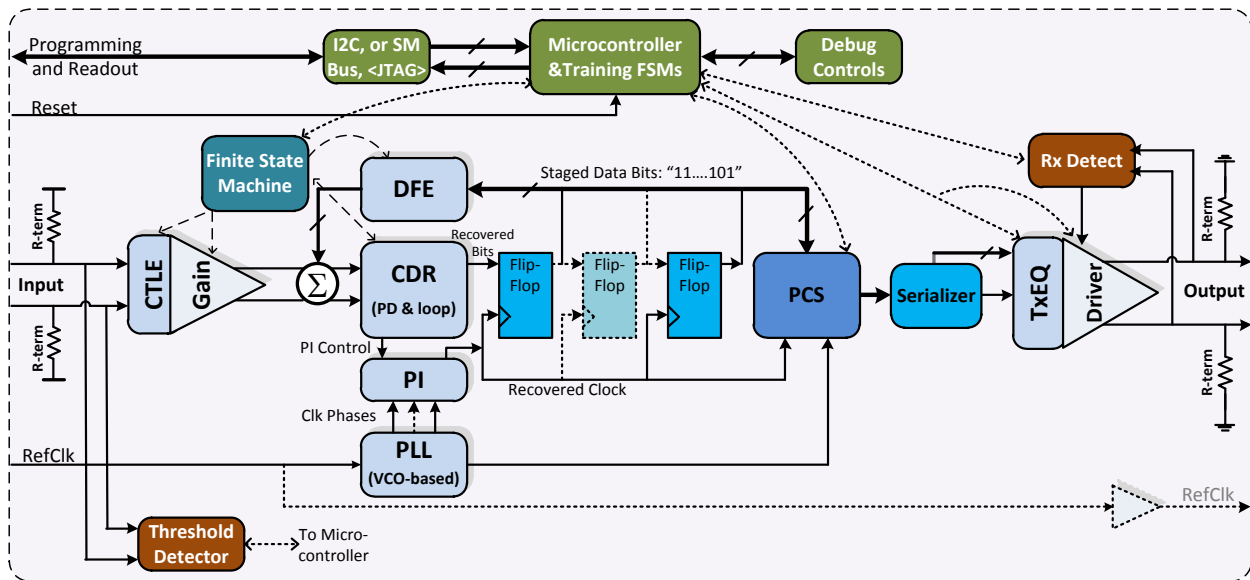 Programming
and Readout
I2C, or SM
Bus, <JTAG>
Microcontroller
&Training FSMs
Debug
Controls
Reset
Finite State
Machine
DFE
Staged Data Bits: “11....101”
Rx Detect
R-term
R-term
Input
CTLE
Gain
Σ
CDR
(PD & loop)
Recovered
Bits
Flip-
Flop
Flip-
Flop
Flip-
Flop
PCS
Serializer
TxEQ
Driver
R-term
R-term
Output
PI Control
PI
Recovered Clock
Clk Phases
PLL
(VCO-based)
RefClk
RefClk
Threshold
Detector
To Micro-
controller